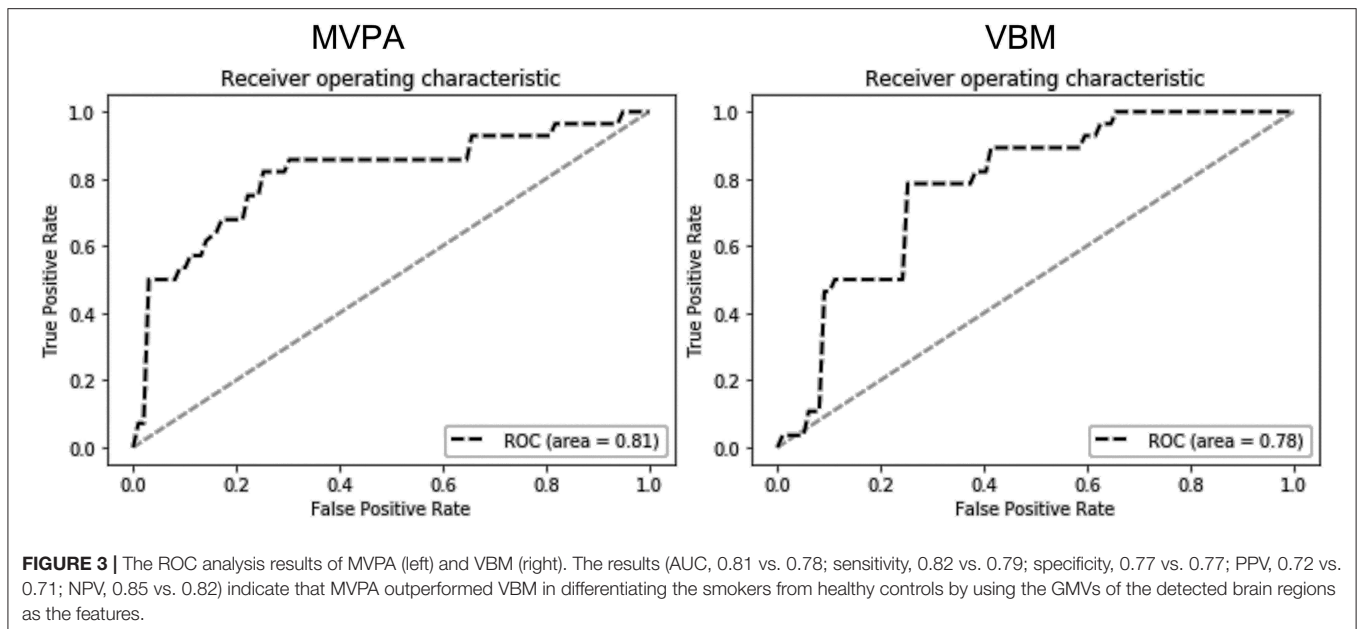 MVPA
Receiver operating characteristic
1.0
0.8
0.6
0.4
0.2
0.0
True Positive Rate
0.0 0.2 0.4 0.6 0.8 1.0
False Positive Rate
ROC (area = 0.81)
VBM
Receiver operating characteristic
1.0
0.8
0.6
0.4
0.2
0.0
True Positive Rate
0.0 0.2 0.4 0.6 0.8 1.0
False Positive Rate
ROC (area = 0.78)
FIGURE 3 | The ROC analysis results of MVPA (left) and VBM (right). The results (AUC, 0.81 vs. 0.78; sensitivity, 0.82 vs. 0.79; specificity, 0.77 vs. 0.77; PPV, 0.72 vs.
0.71; NPV, 0.85 vs. 0.82) indicate that MVPA outperformed VBM in differentiating the smokers from healthy controls by using the GMVs of the detected brain regions
as the features.